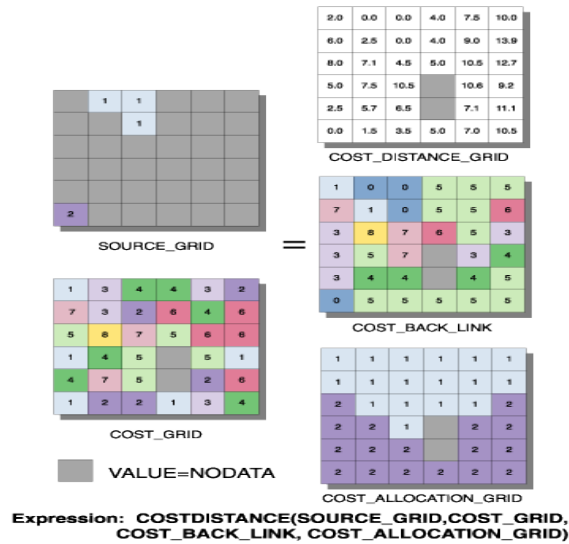 2.0 0.0 0.0 4.0 7.5 10.0
6.0 2.5 0.0 4.0 9.0 13.9
8.0 7.1 4.5 5.0 10.5 12.7
5.0 7.5 10.5 10.6 9.2
2.5 5.7 6.5 7.1 11.1
0.0 1.5 3.5 5.0 7.0 10.5
COST_DISTANCE_GRID
1 1
1
2
SOURCE_GRID
=
1 0 0 5 5 5
7 1 0 5 5 6
3 8 7 6 5 3
3 5 7 3 4
3 4 4 4 5
0 5 5 5 5 5
COST_BACK_LINK
1 3 4 4 3 2
7 3 2 6 4 6
5 8 7 5 6 6
1 4 5 5 1
4 7 5 2 6
1 2 2 1 3 4
COST_GRID
1 1 1 1 1 1
1 1 1 1 1 1
2 1 1 1 1 2
2 2 1 2 2
2 2 2 2 2
2 2 2 2 2 2
COST_ALLOCATION_GRID
VALUE=NODATA
Expression: COSTDISTANCE(SOURCE_GRID,COST_GRID,
COST_BACK_LINK, COST_ALLOCATION_GRID)